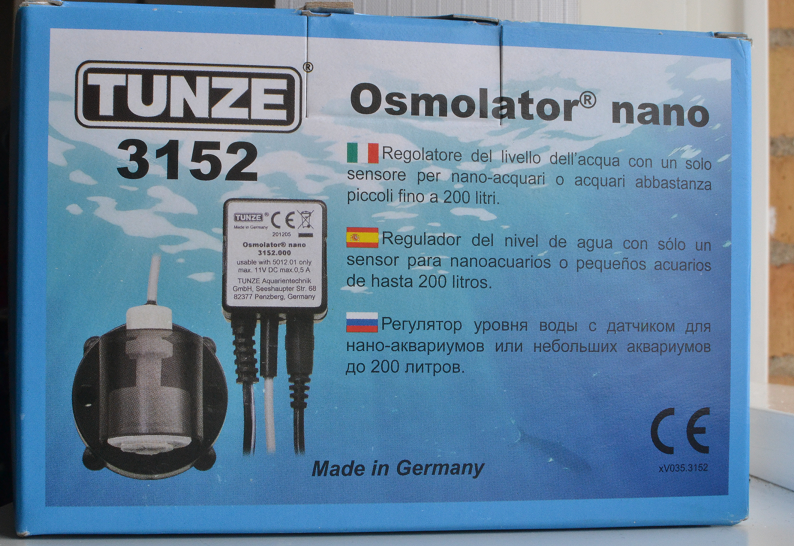 TUNZE®
3152
Osmolator® nano
Regolatore del livello dell'acqua con un solo
sensore per nano-acquari o acquari abbastanza
piccoli fino a 200 litri.
Regulador del nivel de agua con sólo un
sensor para nanoacuarios o pequeños acuarios
de hasta 200 litros.
Регулятор уровня воды с датчиком для
нано-аквариумов или небольших аквариумов
до 200 литров.
TUNZE® CE
Made in Germany
201205
Osmolator® nano
3152.000
usable with 5012.01 only
max. 11V DC max.0,5 A
TUNZE Aquarientechnik
GmbH, Seeshaupter Str. 68
82377 Penzberg, Germany
Made in Germany
CE
xV035.3152